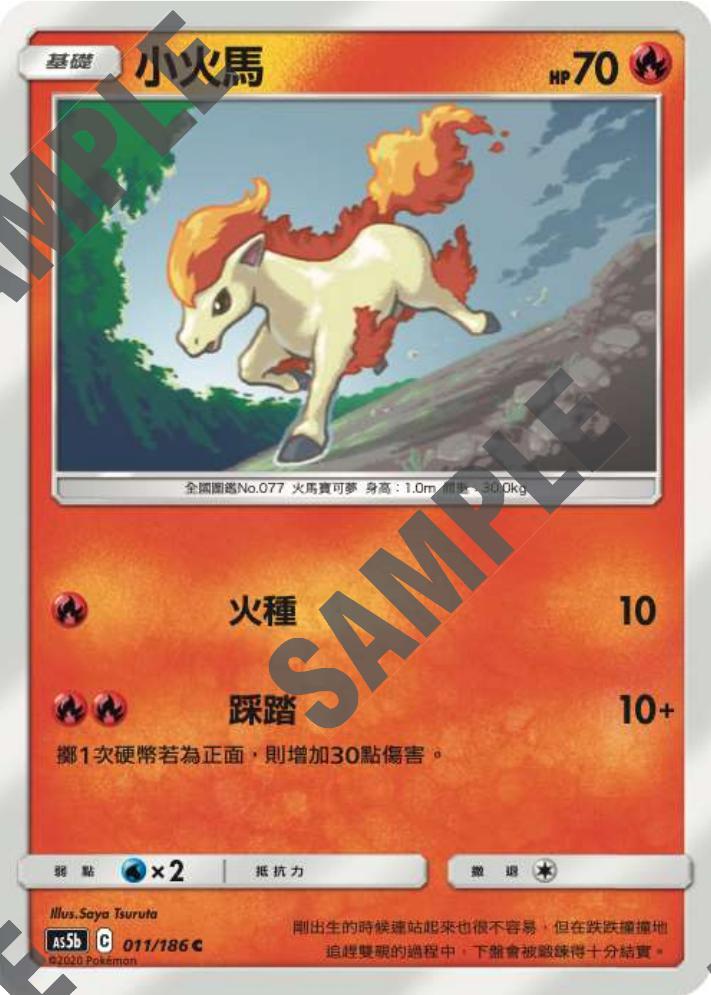 基礎 小火馬 HP70
全國圖鑑No.077 火馬寶可夢 身高：1.0m 體重：30.0kg
火種 10
踩踏 10+
擲1次硬幣若為正面，則增加30點傷害。
弱點 ×2 抵抗力 撤退
Illus.Saya Tsuruta
AS5b C 011/186 C
©2020 Pokémon
剛出生的時候連站起來也很不容易，但在跌跌撞撞地
追趕雙親的過程中，下盤會被鍛鍊得十分結實。
SAMPLE
SAMPLE